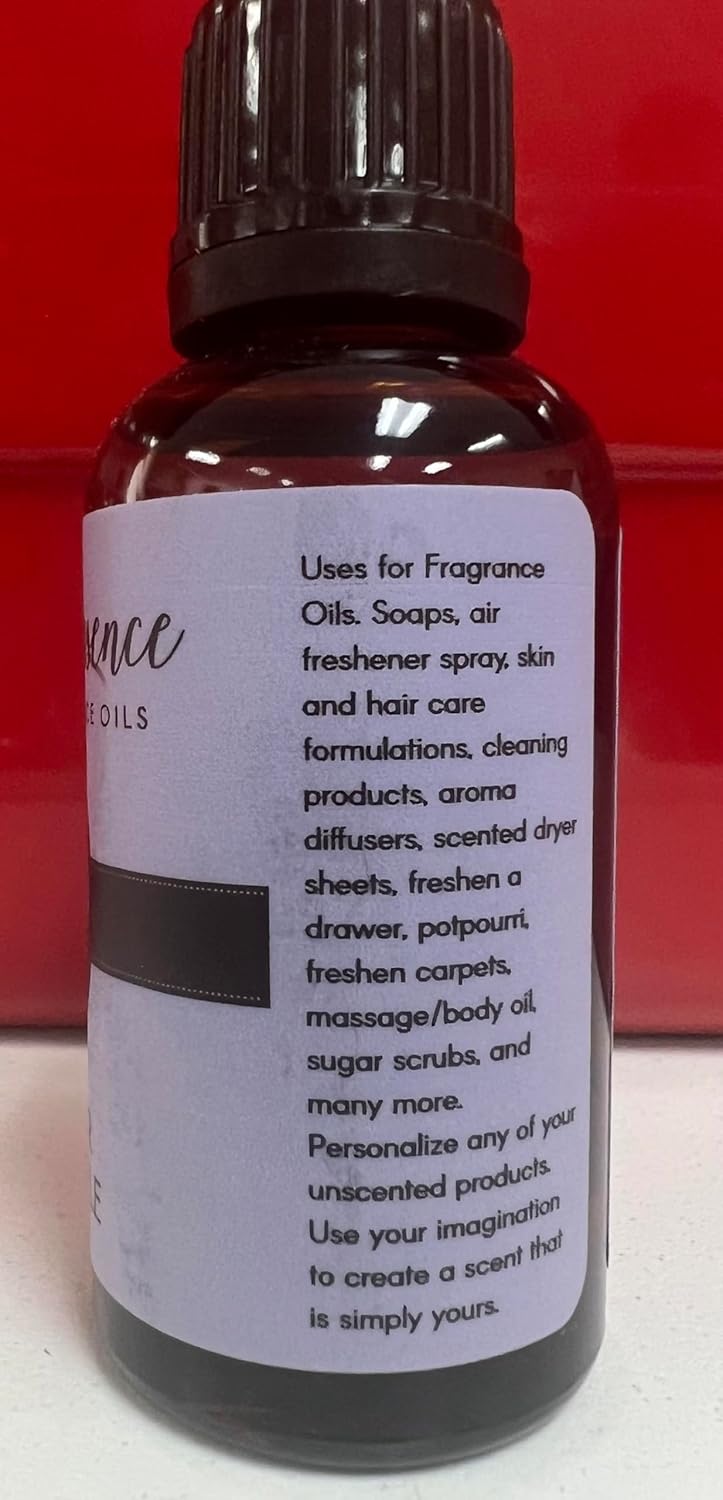 OILS
Uses for Fragrance
Oils. Soaps, air
freshener spray, skin
and hair care
formulations, cleaning
products, aroma
diffusers, scented dryer
sheets, freshen a
drawer, potpourri,
freshen carpets,
massage/body oil,
sugar scrubs, and
many more.
Personalize any of your
unscented products.
Use your imagination
to create a scent that
is simply yours.